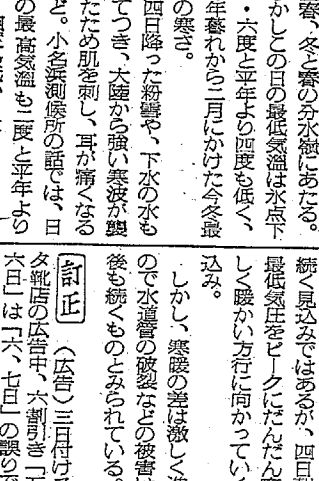 春、冬と春の分水嶺にあたる。
かしこの日の最低気温は氷点下
・六度と平年より四度も低く、
年暮れから二月にかけた今冬最
の寒さ。
四日降った粉雪や、下水の水も
てつき、大陸から強い寒波が襲
たため肌を刺し、耳が痛くなる
ど。小名浜測候所の話では、日
の最高気温も二度と平年より
続く見込みではあるが、四日
最低気圧をピークにだんだん
しく暖かい方行に向かってい
込み。
しかし、寒暖の差は激しく
ので水道管の破裂などの被害
後も続くものとみられている。
訂正 〈広告〉三日付け
タ靴店の広告中、六割引き「
六日」は「六、七日」の誤り